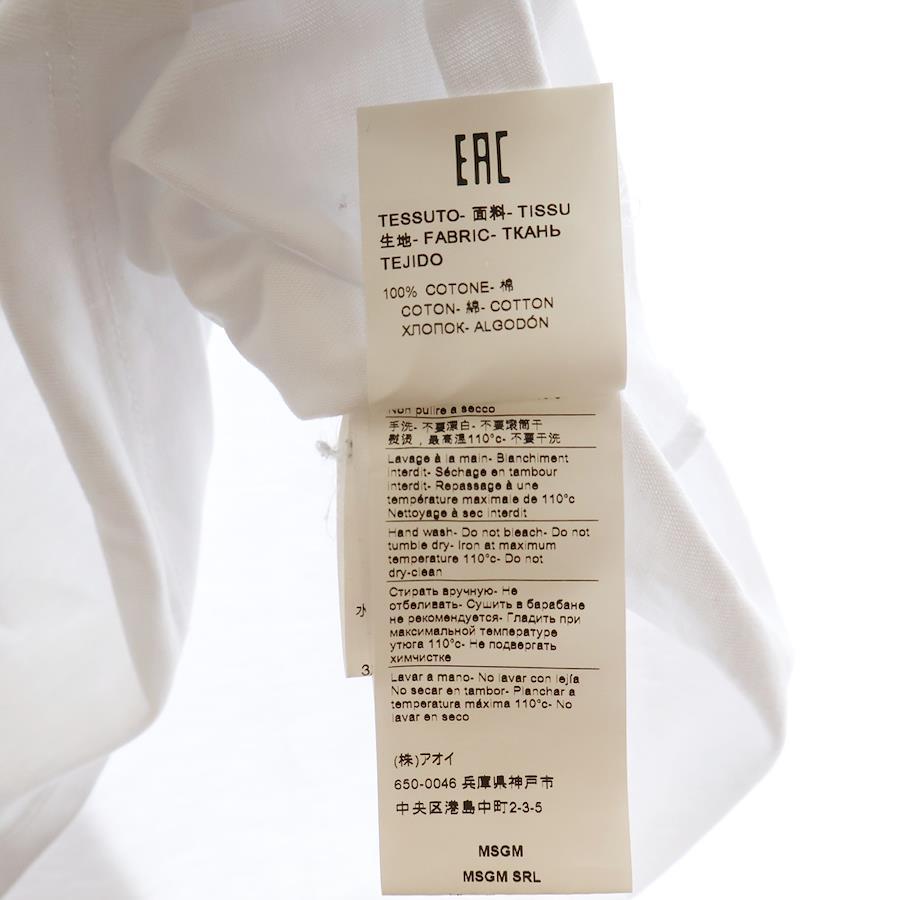 EAC
TESSUTO- 面料- TISSU
生地- FABRIC- ТКАНЬ
TEJIDO
100% COTONE- 棉
COTON- 綿- COTTON
ХЛОПОК- ALGODÓN
Non pulire a secco
手洗- 不要漂白- 不要滾筒干
熨烫，最高溫110°c- 不要干洗
Lavage à la main- Blanchiment
interdit- Séchage en tambour
interdit- Repassage à une
température maximale de 110°c
Nettoyage à sec interdit
Hand wash- Do not bleach- Do not
tumble dry- Iron at maximum
temperature 110°c- Do not
dry-clean
Стирать вручную- Не
отбеливать- Сушить в барабане
не рекомендуется- Гладить при
максимальной температуре
утюга 110°c- Не подвергать
химчистке
Lavar a mano- No lavar con lejía
No secar en tambor- Planchar a
temperatura máxima 110°c- No
lavar en seco
水
3
(株)アオイ
650-0046 兵庫県神戸市
中央区港島中町2-3-5
MSGM
MSGM SRL